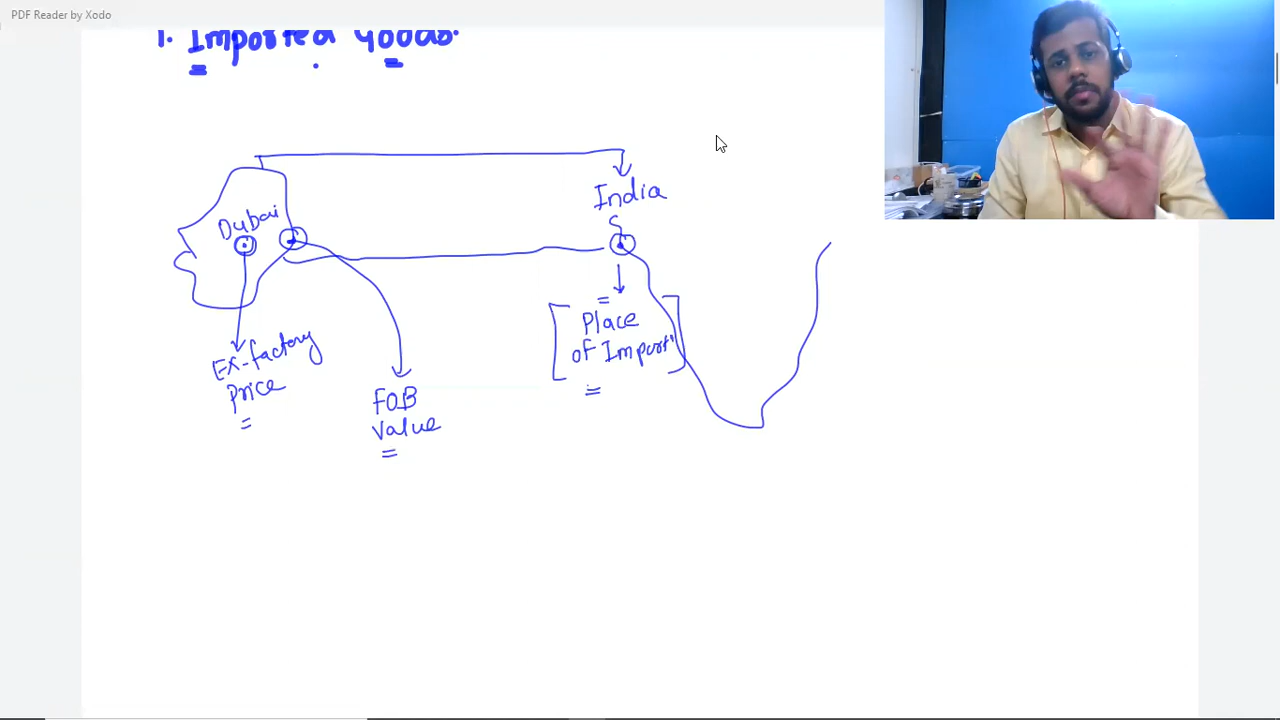 PDF Reader by Xodo
1. Imported Goods.
Dubai
India
Ex-factory
Price
FOB
Value
Place
of Import